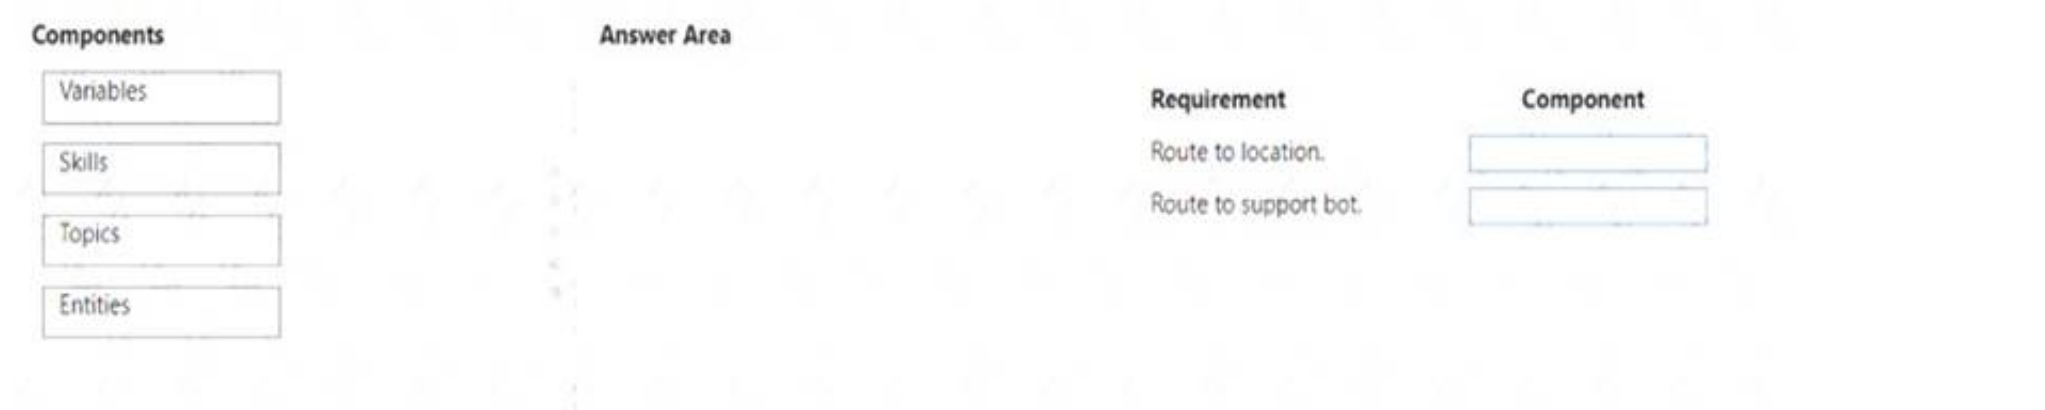 Components
Variables
Skills
Topics
Entities
Answer Area
Requirement Component
Route to location.
Route to support bot.